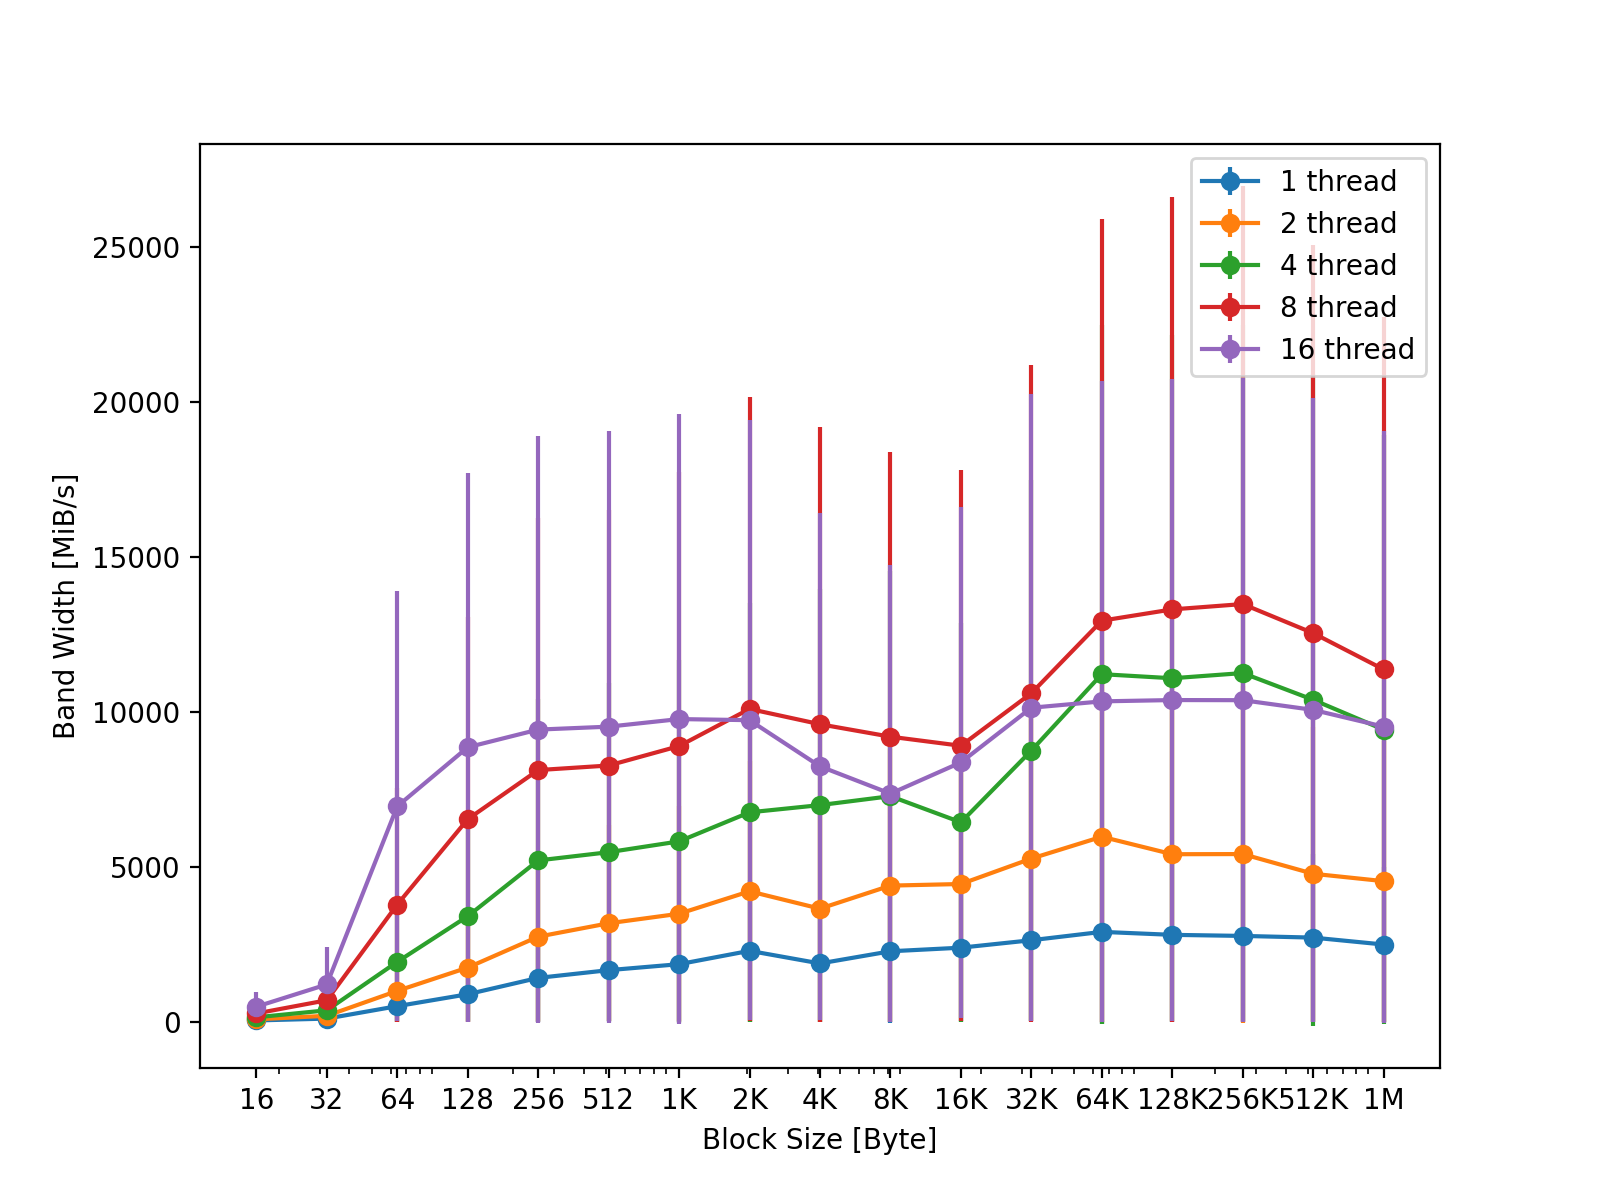 1 thread
2 thread
4 thread
8 thread
16 thread
25000
20000
15000
10000
5000
0
Band Width [MiB/s]
16 32 64 128 256 512 1K 2K 4K 8K 16K 32K 64K 128K 256K 512K 1M
Block Size [Byte]